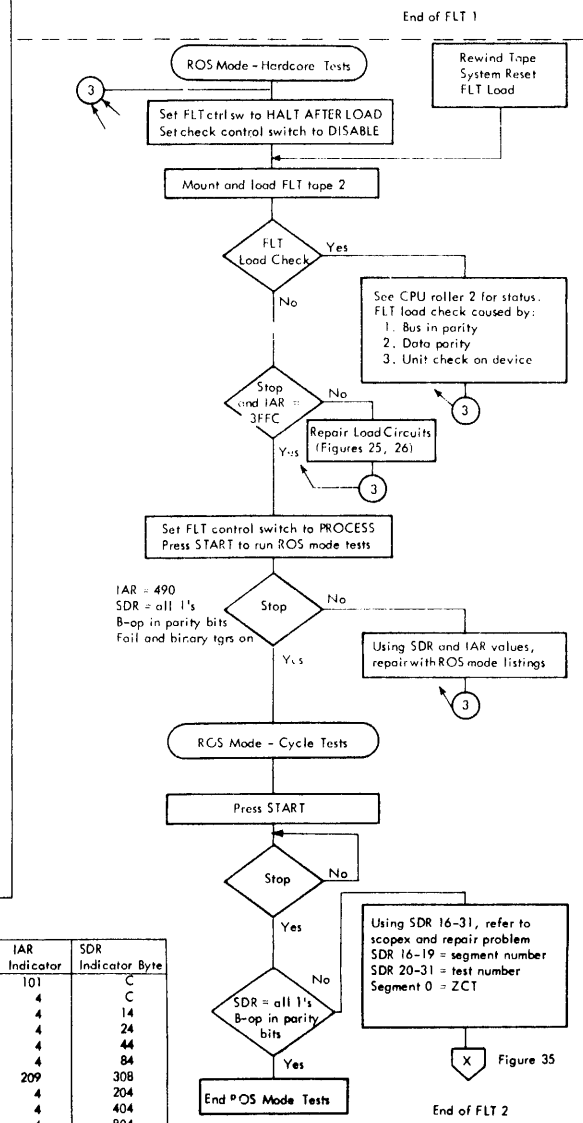 End of FLT 1
ROS Mode - Hardcore Tests
Rewind Tape
System Reset
FLT Load
3
Set FLT ctrl sw to HALT AFTER LOAD
Set check control switch to DISABLE
Mount and load FLT tape 2
FLT
Load Check
Yes
No
See CPU roller 2 for status.
FLT load check caused by:
1. Bus in parity
2. Data parity
3. Unit check on device
3
Stop
and IAR =
3FFC
No
Yes
Repair Load Circuits
(Figures 25, 26)
3
Set FLT control switch to PROCESS
Press START to run ROS mode tests
IAR = 490
SDR = all 1's
B-op in parity bits
Fail and binary tgrs on
Stop
No
Yes
Using SDR and IAR values,
repair with ROS mode listings
3
ROS Mode - Cycle Tests
Press START
Stop
No
Yes
Using SDR 16-31, refer to
scopex and repair problem
SDR 16-19 = segment number
SDR 20-31 = test number
Segment 0 = ZCT
SDR = all 1's
B-op in parity
bits
No
Yes
X Figure 35
End ROS Mode Tests
End of FLT 2
IAR SDR
Indicator Indicator Byte
101 C
4 C
4 14
4 24
4 44
4 84
209 308
4 204
4 404
4 804